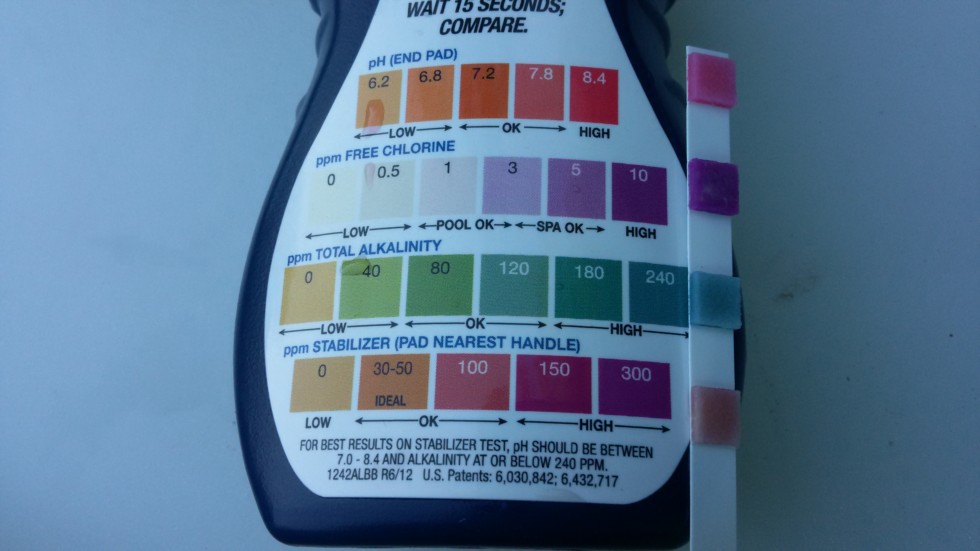 WAIT 15 SECONDS;
COMPARE.
pH (END PAD)
6.2 6.8 7.2 7.8 8.4
LOW OK HIGH
ppm FREE CHLORINE
0 0.5 1 3 5 10
LOW POOL OK SPA OK HIGH
ppm TOTAL ALKALINITY
0 40 80 120 180 240
LOW OK HIGH
ppm STABILIZER (PAD NEAREST HANDLE)
0 30-50 100 150 300
IDEAL
LOW OK HIGH
FOR BEST RESULTS ON STABILIZER TEST, pH SHOULD BE BETWEEN
7.0 - 8.4 AND ALKALINITY AT OR BELOW 240 PPM.
1242ALBB R6/12 U.S. Patents: 6,030,842; 6,432,717